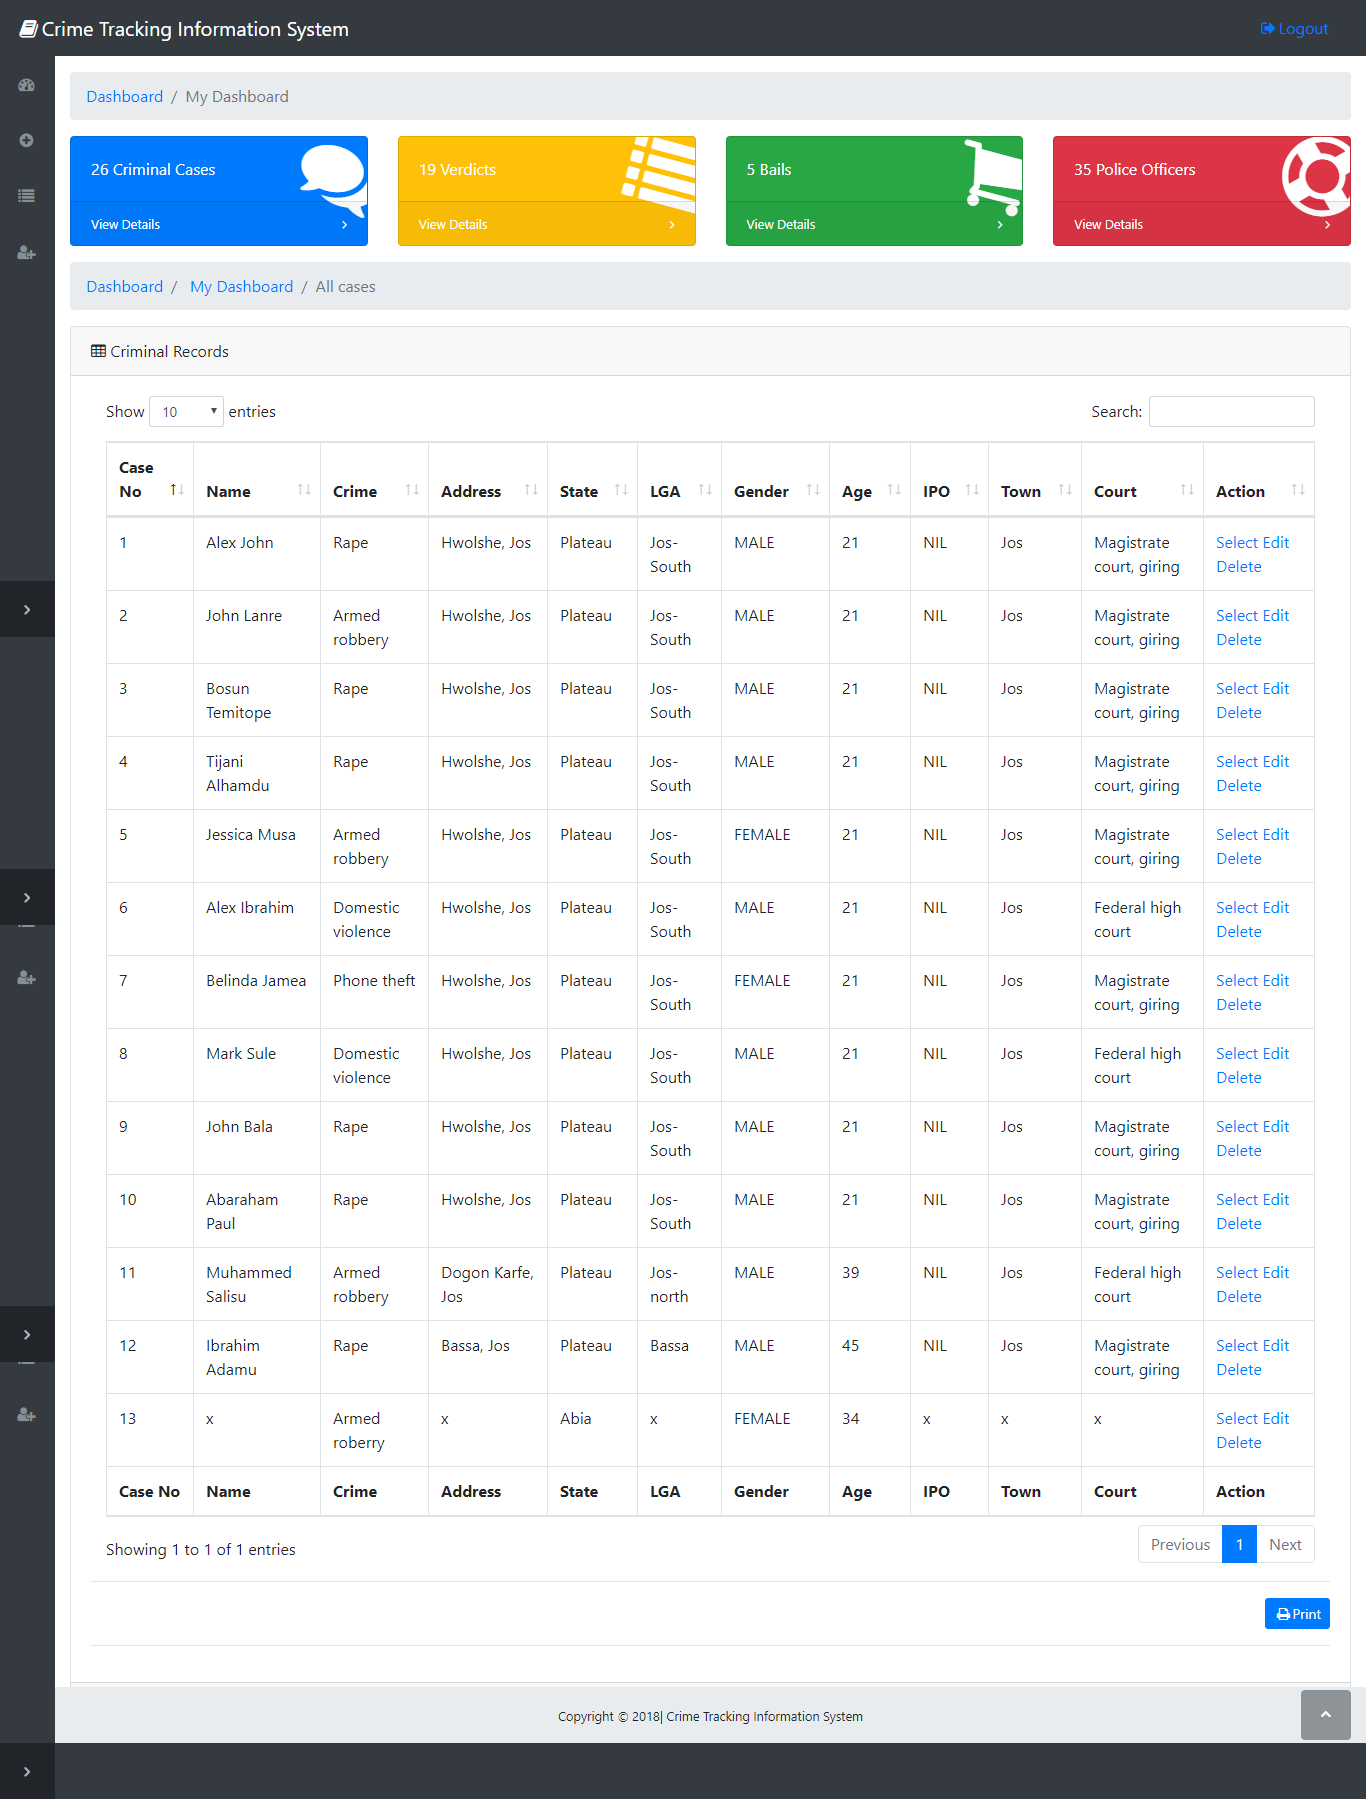 Crime Tracking Information System
Logout
Dashboard / My Dashboard
26 Criminal Cases
View Details
19 Verdicts
View Details
5 Bails
View Details
35 Police Officers
View Details
Dashboard / My Dashboard / All cases
Criminal Records
Show 10 entries
Search:
Case No Name Crime Address State LGA Gender Age IPO Town Court Action
1 Alex John Rape Hwolshe, Jos Plateau Jos-South MALE 21 NIL Jos Magistrate court, giring Select Edit Delete
2 John Lanre Armed robbery Hwolshe, Jos Plateau Jos-South MALE 21 NIL Jos Magistrate court, giring Select Edit Delete
3 Bosun Temitope Rape Hwolshe, Jos Plateau Jos-South MALE 21 NIL Jos Magistrate court, giring Select Edit Delete
4 Tijani Alhamdu Rape Hwolshe, Jos Plateau Jos-South MALE 21 NIL Jos Magistrate court, giring Select Edit Delete
5 Jessica Musa Armed robbery Hwolshe, Jos Plateau Jos-South FEMALE 21 NIL Jos Magistrate court, giring Select Edit Delete
6 Alex Ibrahim Domestic violence Hwolshe, Jos Plateau Jos-South MALE 21 NIL Jos Federal high court Select Edit Delete
7 Belinda Jamea Phone theft Hwolshe, Jos Plateau Jos-South FEMALE 21 NIL Jos Magistrate court, giring Select Edit Delete
8 Mark Sule Domestic violence Hwolshe, Jos Plateau Jos-South MALE 21 NIL Jos Federal high court Select Edit Delete
9 John Bala Rape Hwolshe, Jos Plateau Jos-South MALE 21 NIL Jos Magistrate court, giring Select Edit Delete
10 Abaraham Paul Rape Hwolshe, Jos Plateau Jos-South MALE 21 NIL Jos Magistrate court, giring Select Edit Delete
11 Muhammed Salisu Armed robbery Dogon Karfe, Jos Plateau Jos-north MALE 39 NIL Jos Federal high court Select Edit Delete
12 Ibrahim Adamu Rape Bassa, Jos Plateau Bassa MALE 45 NIL Jos Magistrate court, giring Select Edit Delete
13 x Armed roberry x Abia x FEMALE 34 x x x Select Edit Delete
Case No Name Crime Address State LGA Gender Age IPO Town Court Action
Showing 1 to 1 of 1 entries
Previous 1 Next
Print
Copyright © 2018| Crime Tracking Information System